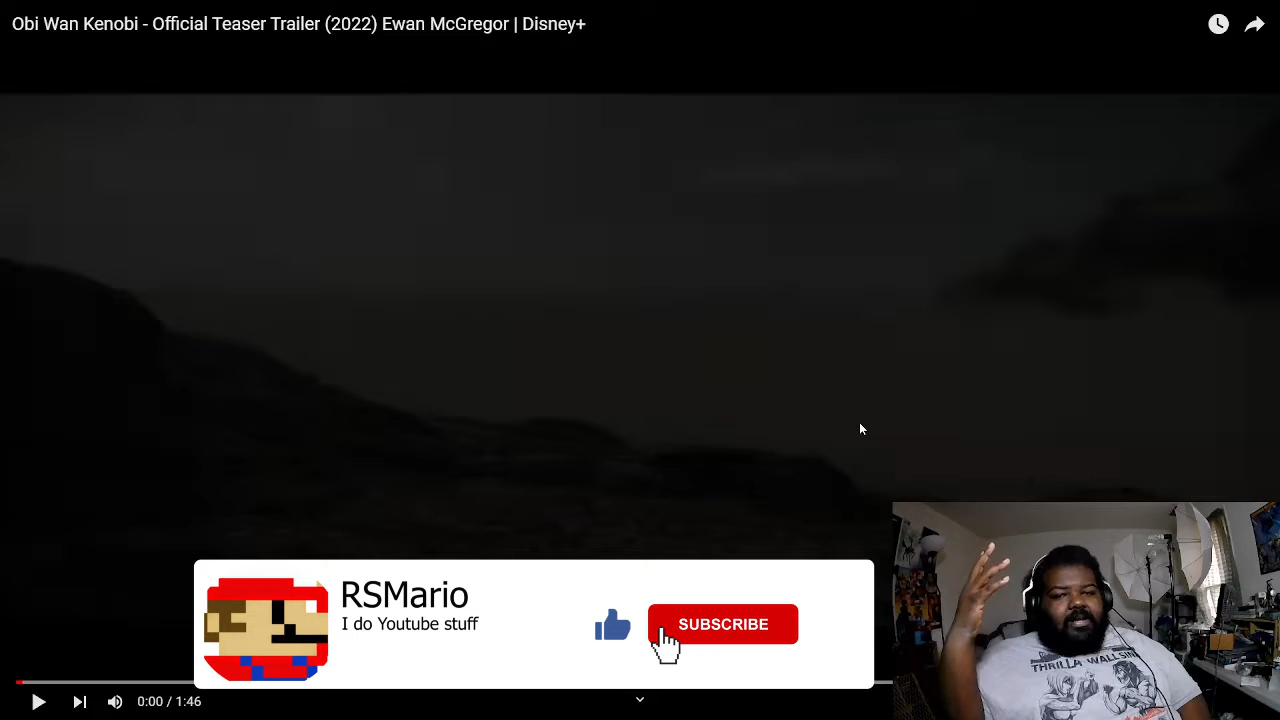 Obi Wan Kenobi - Official Teaser Trailer (2022) Ewan McGregor | Disney+
RSMario
I do Youtube stuff
SUBSCRIBE
THRILLA WALLSIN
0:00 / 1:46